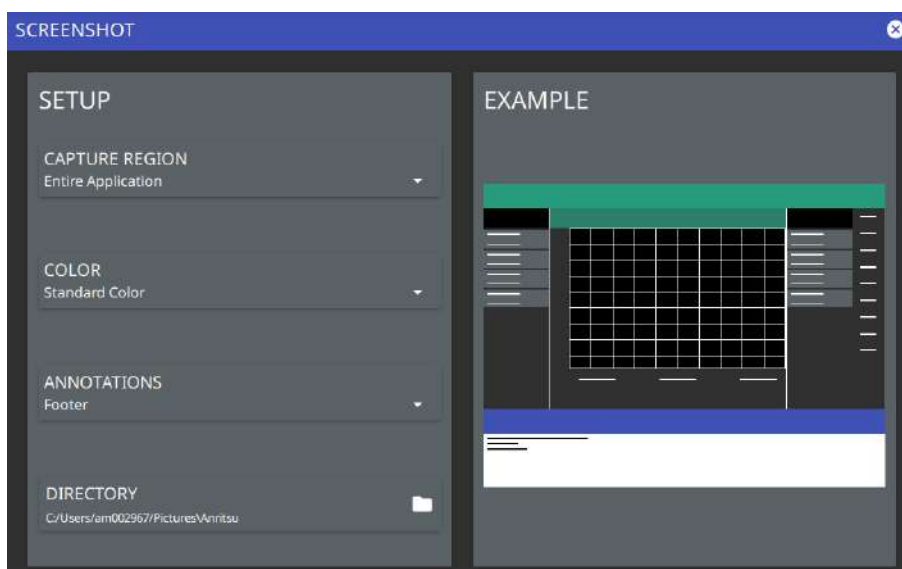 SCREENSHOT
SETUP
CAPTURE REGION
Entire Application
COLOR
Standard Color
ANNOTATIONS
Footer
DIRECTORY
C:/Users/am002967/Pictures\Anritsu
EXAMPLE